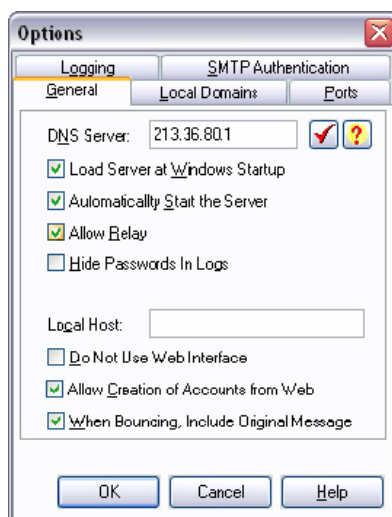 Options
Logging SMTP Authentication
General Local Domains Ports
DNS Server: 213.36.80.1 ?
Load Server at Windows Startup
Automatically Start the Server
Allow Relay
Hide Passwords In Logs
Local Host:
Do Not Use Web Interface
Allow Creation of Accounts from Web
When Bouncing, Include Original Message
OK Cancel Help